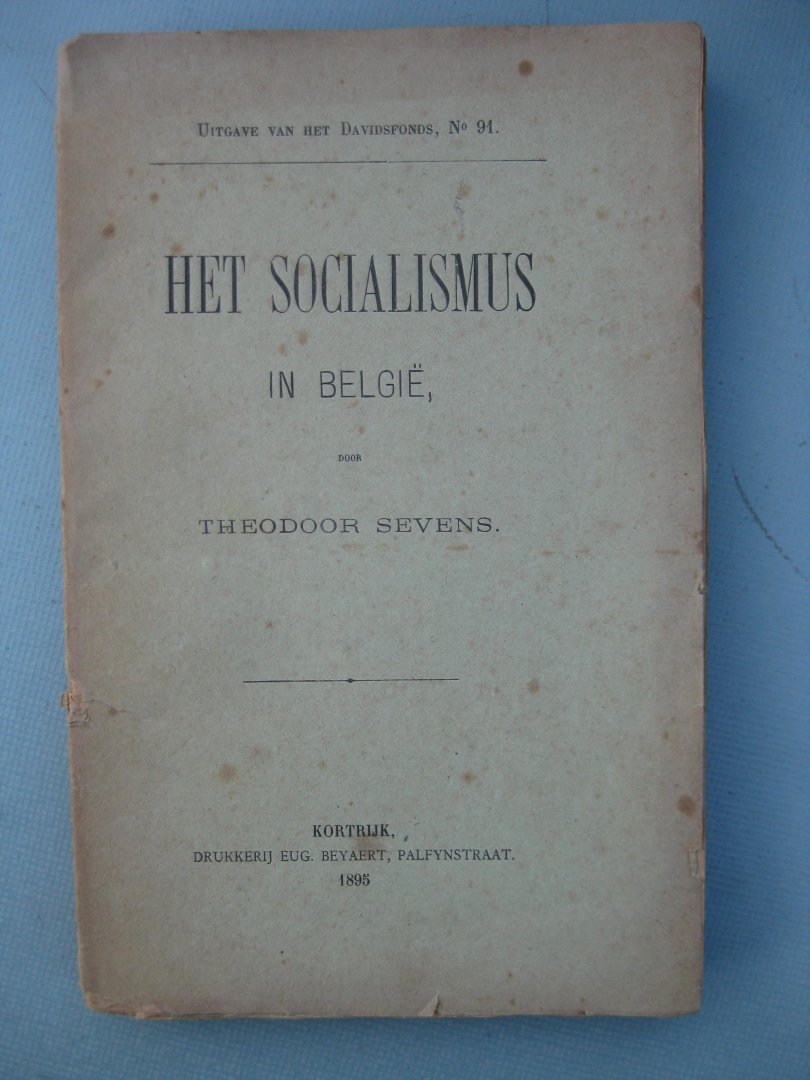 UITGAVE VAN HET DAVIDSFONDS, No 91.
HET SOCIALISMUS
IN BELGIË,
DOOR
THEODOOR SEVENS.
KORTRIJK,
DRUKKERIJ EUG. BEYAERT, PALFYNSTRAAT.
1895